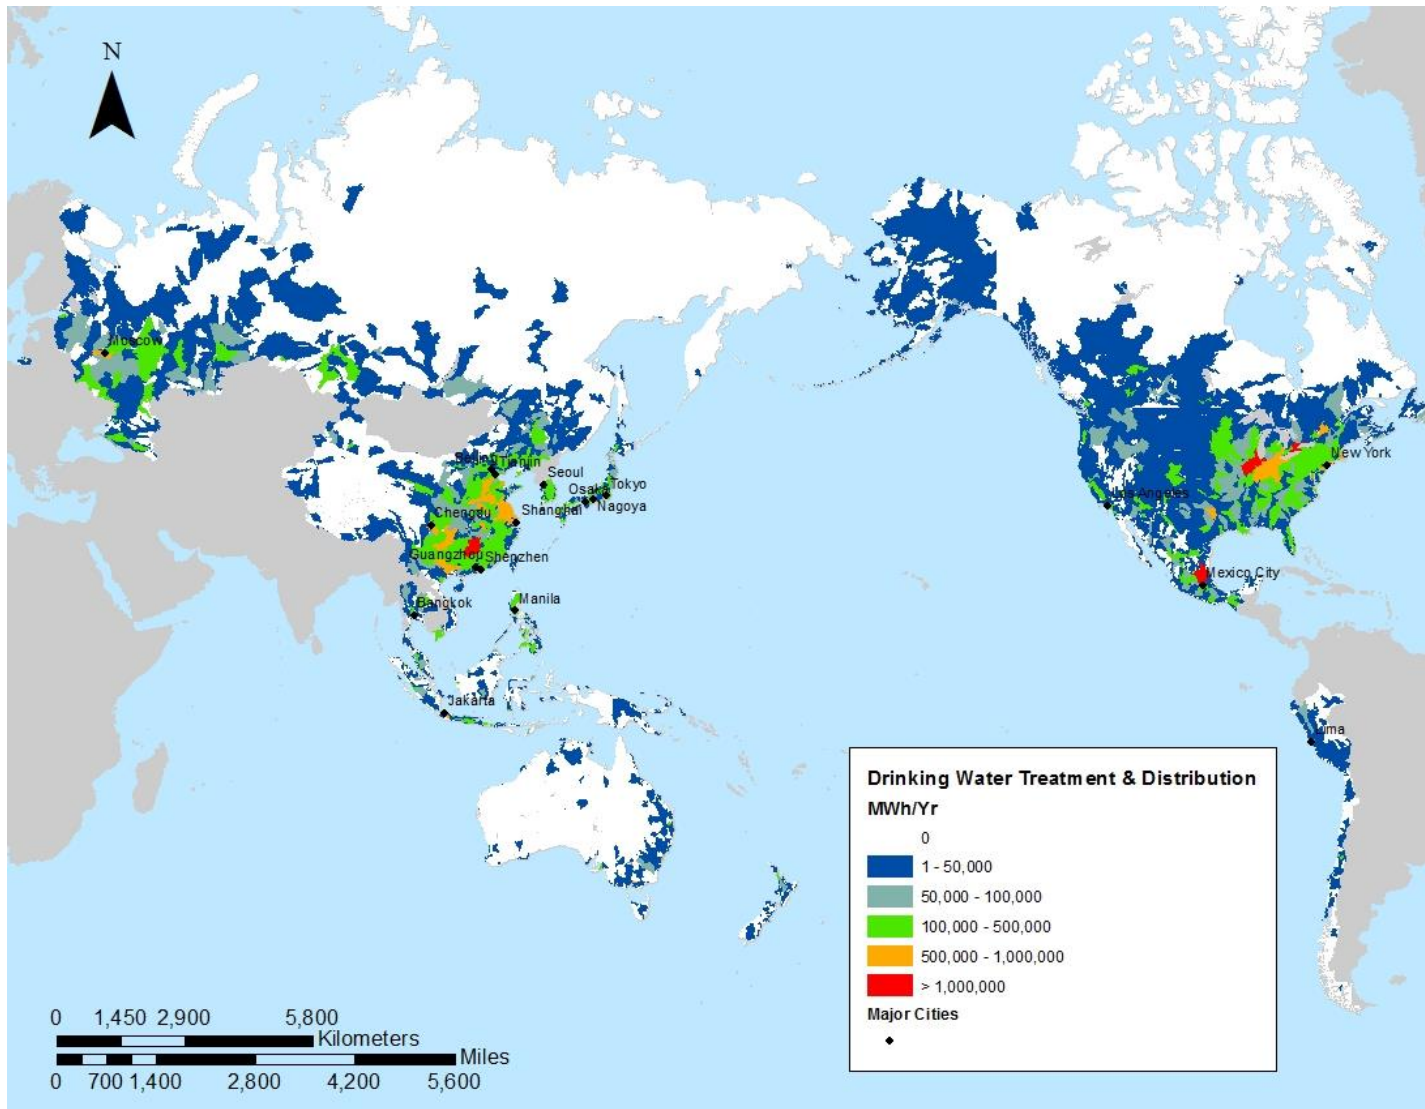 N
Moscow
Beijing
Tianjin
Seoul
Tokyo
Osaka
Nagoya
Shanghai
Chengdu
Guangzhou
Shenzhen
Bangkok
Manila
Jakarta
New York
Los Angeles
Mexico City
Lima
Drinking Water Treatment & Distribution
MWh/Yr
0
1 - 50,000
50,000 - 100,000
100,000 - 500,000
500,000 - 1,000,000
> 1,000,000
Major Cities
0 1,450 2,900 5,800
Kilometers
Miles
0 700 1,400 2,800 4,200 5,600